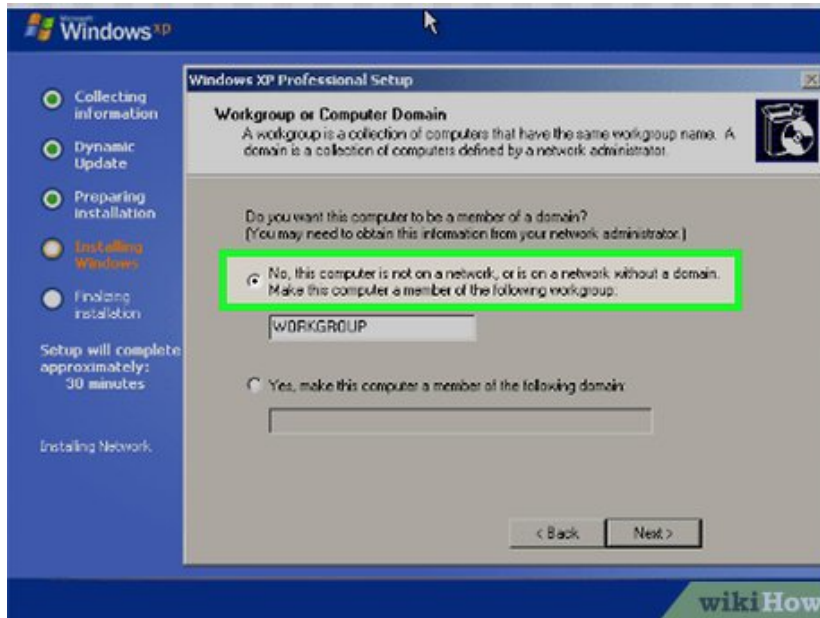 Microsoft
Windows xp
Collecting
information
Dynamic
Update
Preparing
installation
Installing
Windows
Finalizing
installation
Setup will complete
approximately:
30 minutes
Installing Network
Windows XP Professional Setup
Workgroup or Computer Domain
A workgroup is a collection of computers that have the same workgroup name. A
domain is a collection of computers defined by a network administrator.
Do you want this computer to be a member of a domain?
(You may need to obtain this information from your network administrator.)
No, this computer is not on a network, or is on a network without a domain.
Make this computer a member of the following workgroup:
WORKGROUP
Yes, make this computer a member of the following domain:
< Back
Next >
wikiHow